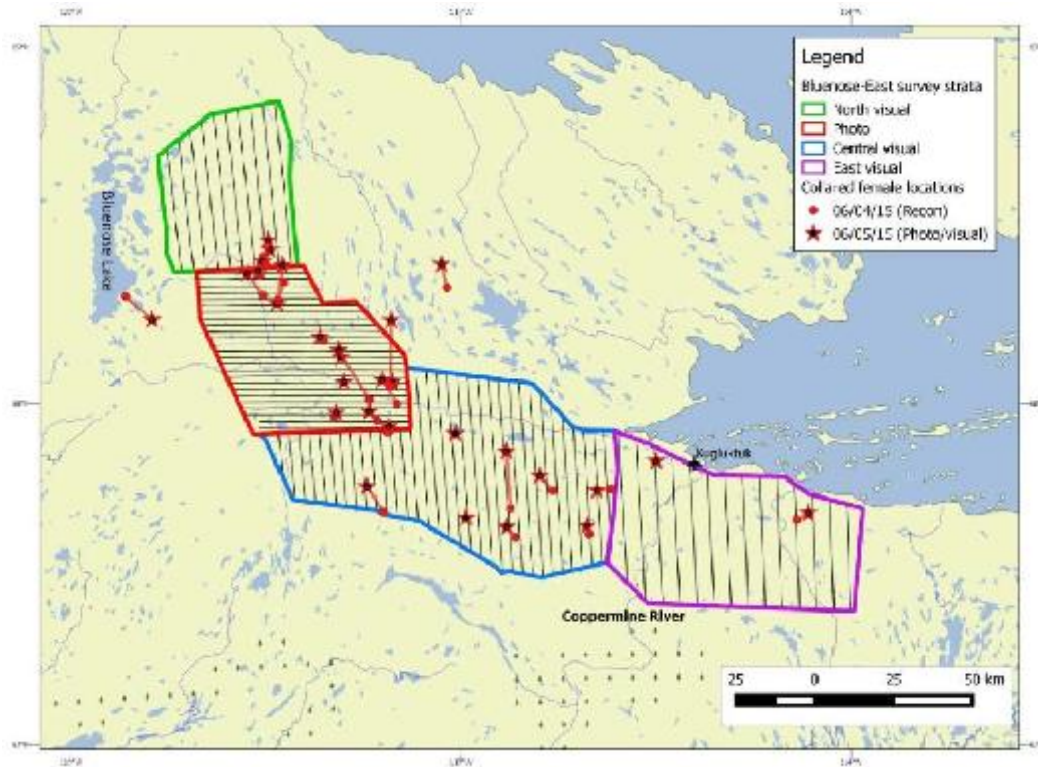 Legend
Bluenose-East survey strata
North visual
Photo
Central visual
East visual
Collared female locations
06/04/15 (Recon)
06/05/15 (Photo/visual)
Bluenose Lake
Kugluktuk
Coppermine River
25 0 25 50 km